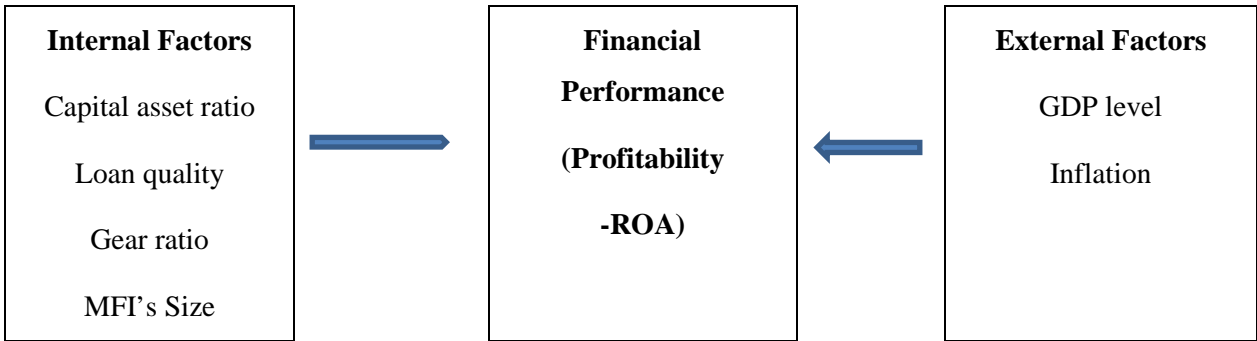 Internal Factors
Capital asset ratio
Loan quality
Gear ratio
MFI’s Size
Financial
Performance
(Profitability
-ROA)
External Factors
GDP level
Inflation